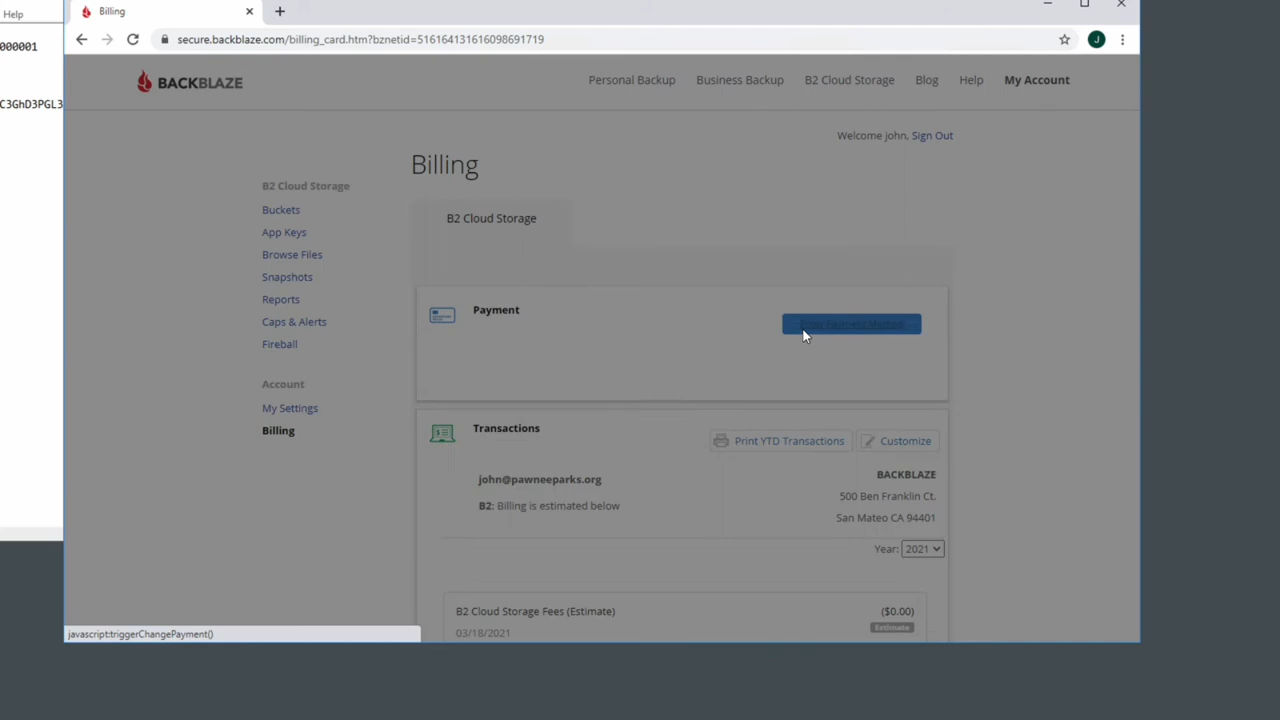 Help
000001
C3GhD3PGL3
Billing
secure.backblaze.com/billing_card.htm?bznetid=516164131616098691719
J
BACKBLAZE
Personal Backup Business Backup B2 Cloud Storage Blog Help My Account
Welcome john, Sign Out
Billing
B2 Cloud Storage
Buckets
App Keys
Browse Files
Snapshots
Reports
Caps & Alerts
Fireball
Account
My Settings
Billing
B2 Cloud Storage
Payment
Enter Payment Method
Transactions
Print YTD Transactions
Customize
john@pawneeparks.org
B2: Billing is estimated below
BACKBLAZE
500 Ben Franklin Ct.
San Mateo CA 94401
Year: 2021
B2 Cloud Storage Fees (Estimate)
($0.00)
03/18/2021
Estimate
javascript:triggerChangePayment()